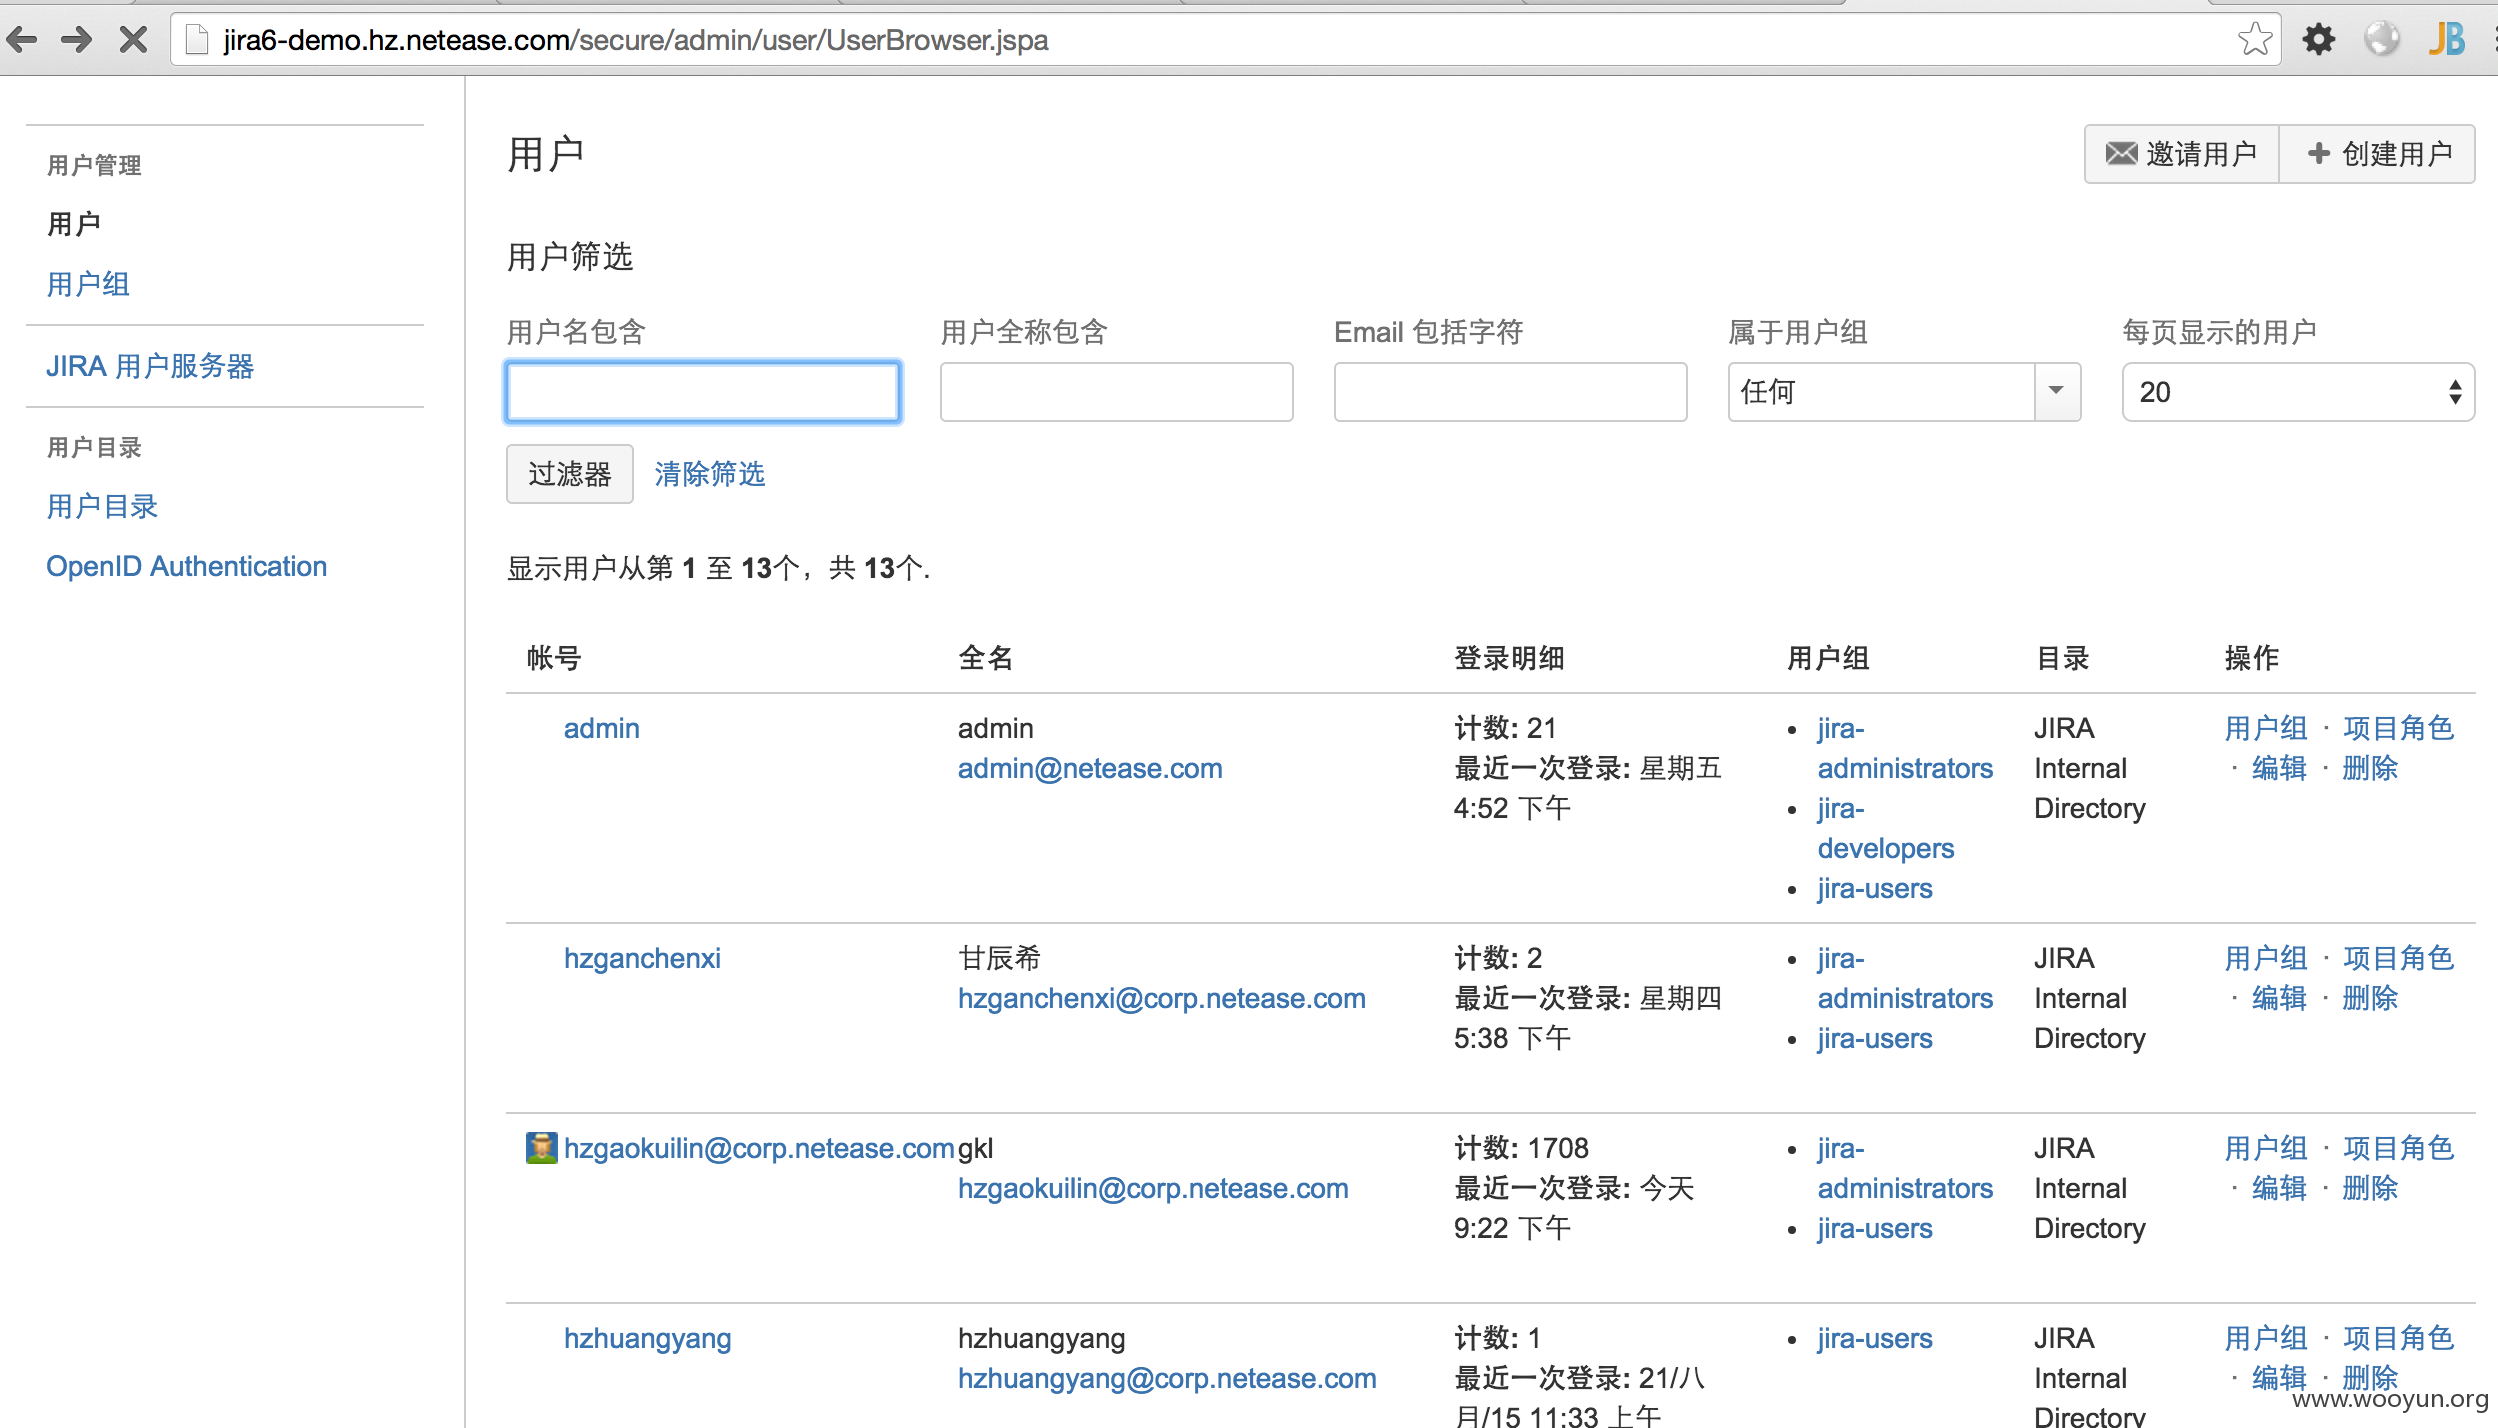 jira6-demo.hz.netease.com/secure/admin/user/UserBrowser.jspa
JB
用户管理
用户
用户组
JIRA 用户服务器
用户目录
用户目录
OpenID Authentication
用户
邀请用户
创建用户
用户筛选
用户名包含
用户全称包含
Email 包括字符
属于用户组
每页显示的用户
任何
20
过滤器
清除筛选
显示用户从第 1 至 13个，共 13个.
帐号 全名 登录明细 用户组 目录 操作
admin admin 计数: 21 jira- JIRA 用户组 · 项目角色
admin@netease.com 最近一次登录: 星期五 administrators Internal · 编辑 · 删除
4:52 下午 jira- Directory
developers
jira-users
hzganchenxi 甘辰希 计数: 2 jira- JIRA 用户组 · 项目角色
hzganchenxi@corp.netease.com 最近一次登录: 星期四 administrators Internal · 编辑 · 删除
5:38 下午 jira-users Directory
hzgaokuilin@corp.netease.com gkl 计数: 1708 jira- JIRA 用户组 · 项目角色
hzgaokuilin@corp.netease.com 最近一次登录: 今天 administrators Internal · 编辑 · 删除
9:22 下午 jira-users Directory
hzhuangyang hzhuangyang 计数: 1 jira-users JIRA 用户组 · 项目角色
hzhuangyang@corp.netease.com 最近一次登录: 21/八 Internal · 编辑 · 删除
月/15 11:33 上午 Directory
www.wooyun.org